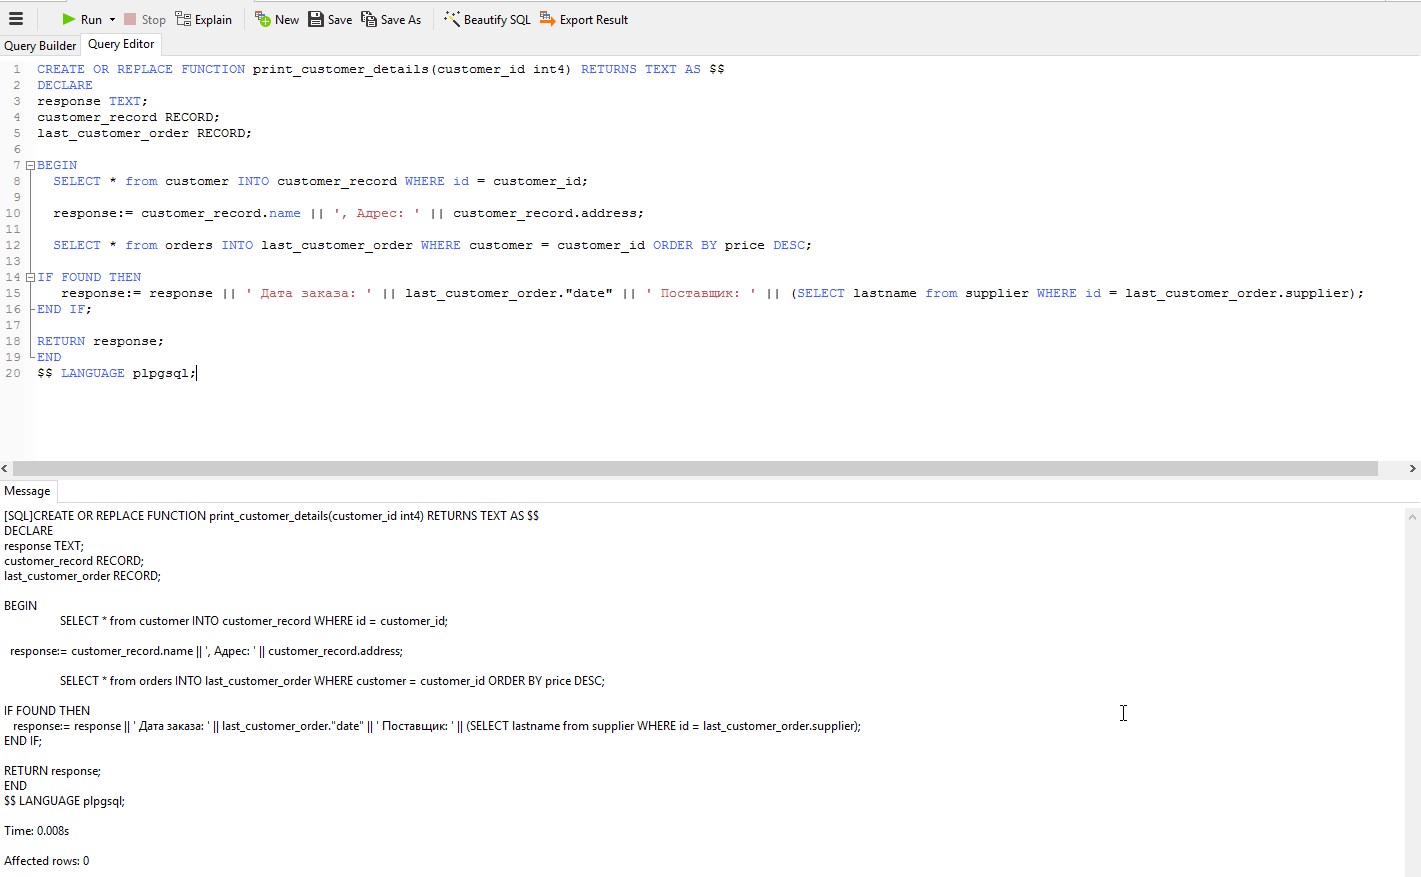 Run Stop Explain New Save Save As Beautify SQL Export Result
Query Builder Query Editor
1 CREATE OR REPLACE FUNCTION print_customer_details(customer_id int4) RETURNS TEXT AS $$
2 DECLARE
3 response TEXT;
4 customer_record RECORD;
5 last_customer_order RECORD;
6
7 BEGIN
8 SELECT * from customer INTO customer_record WHERE id = customer_id;
9
10 response:= customer_record.name || ', Адрес: ' || customer_record.address;
11
12 SELECT * from orders INTO last_customer_order WHERE customer = customer_id ORDER BY price DESC;
13
14 IF FOUND THEN
15 response:= response || ' Дата заказа: ' || last_customer_order."date" || ' Поставщик: ' || (SELECT lastname from supplier WHERE id = last_customer_order.supplier);
16 END IF;
17
18 RETURN response;
19 END
20 $$ LANGUAGE plpgsql;
Message
[SQL]CREATE OR REPLACE FUNCTION print_customer_details(customer_id int4) RETURNS TEXT AS $$
DECLARE
response TEXT;
customer_record RECORD;
last_customer_order RECORD;
BEGIN
SELECT * from customer INTO customer_record WHERE id = customer_id;
response:= customer_record.name || ', Адрес: ' || customer_record.address;
SELECT * from orders INTO last_customer_order WHERE customer = customer_id ORDER BY price DESC;
IF FOUND THEN
response:= response || ' Дата заказа: ' || last_customer_order."date" || ' Поставщик: ' || (SELECT lastname from supplier WHERE id = last_customer_order.supplier);
END IF;
RETURN response;
END
$$ LANGUAGE plpgsql;
Time: 0.008s
Affected rows: 0